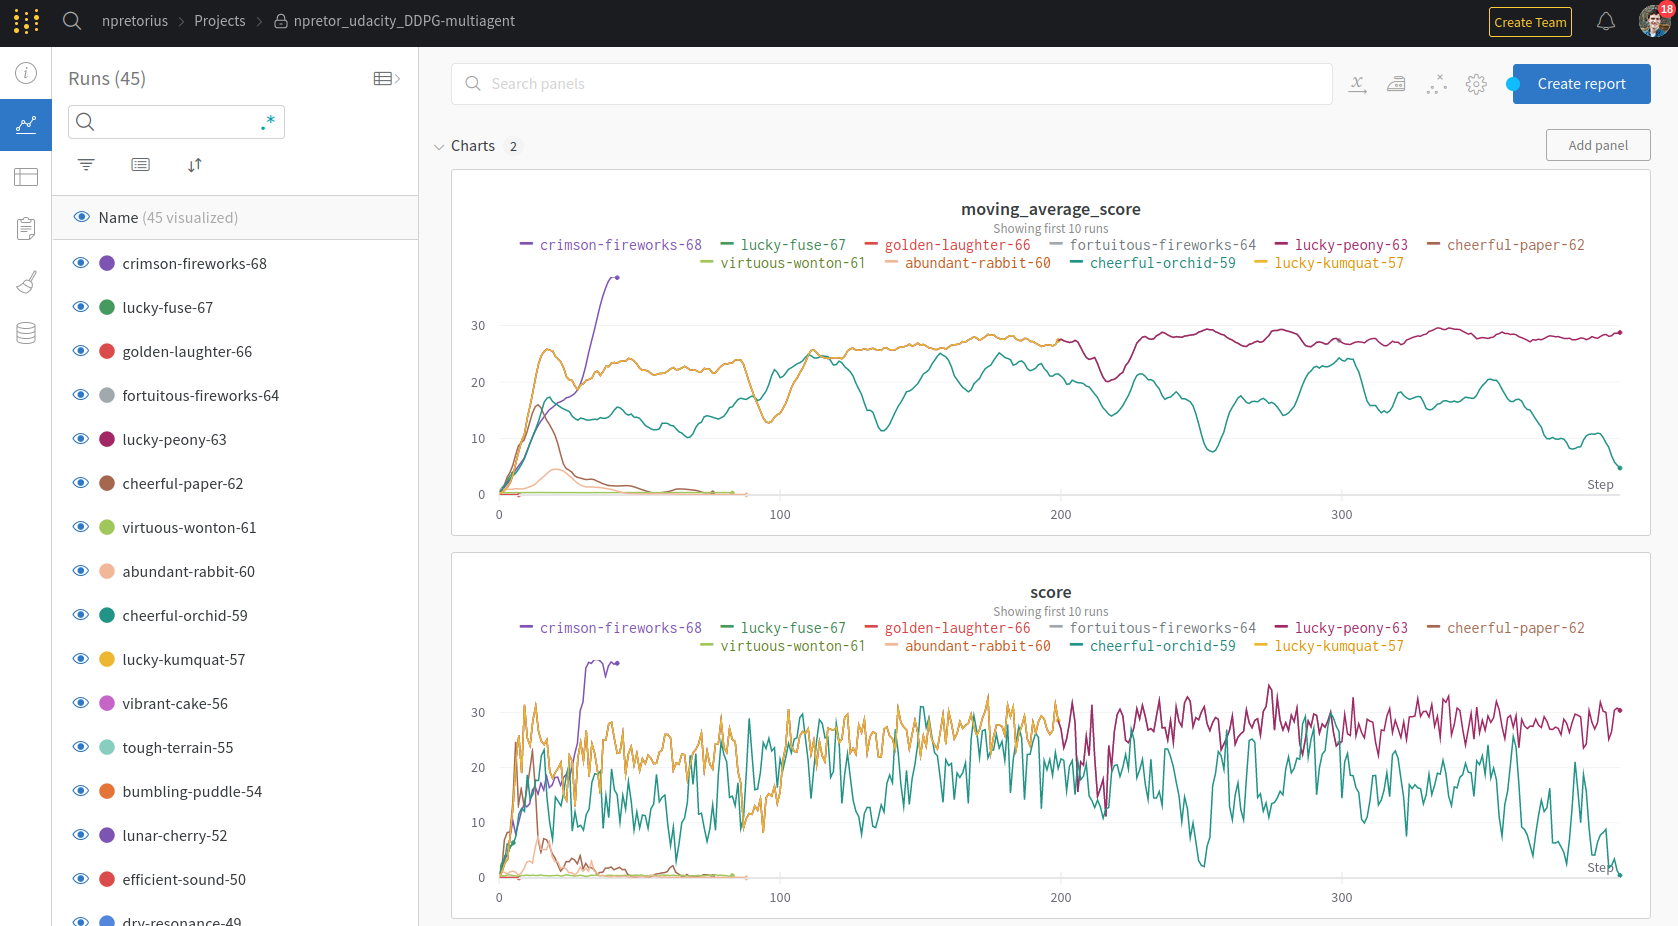 npretorius > Projects > npretor_udacity_DDPG-multiagent
Create Team
18
Runs (45)
.*
Name (45 visualized)
crimson-fireworks-68
lucky-fuse-67
golden-laughter-66
fortuitous-fireworks-64
lucky-peony-63
cheerful-paper-62
virtuous-wonton-61
abundant-rabbit-60
cheerful-orchid-59
lucky-kumquat-57
vibrant-cake-56
tough-terrain-55
bumbling-puddle-54
lunar-cherry-52
efficient-sound-50
dry-resonance-49
Search panels
Create report
Charts 2
Add panel
moving_average_score
Showing first 10 runs
crimson-fireworks-68 lucky-fuse-67 golden-laughter-66 fortuitous-fireworks-64 lucky-peony-63 cheerful-paper-62
virtuous-wonton-61 abundant-rabbit-60 cheerful-orchid-59 lucky-kumquat-57
30
20
10
0
Step
0 100 200 300
score
Showing first 10 runs
crimson-fireworks-68 lucky-fuse-67 golden-laughter-66 fortuitous-fireworks-64 lucky-peony-63 cheerful-paper-62
virtuous-wonton-61 abundant-rabbit-60 cheerful-orchid-59 lucky-kumquat-57
30
20
10
0
Step
0 100 200 300